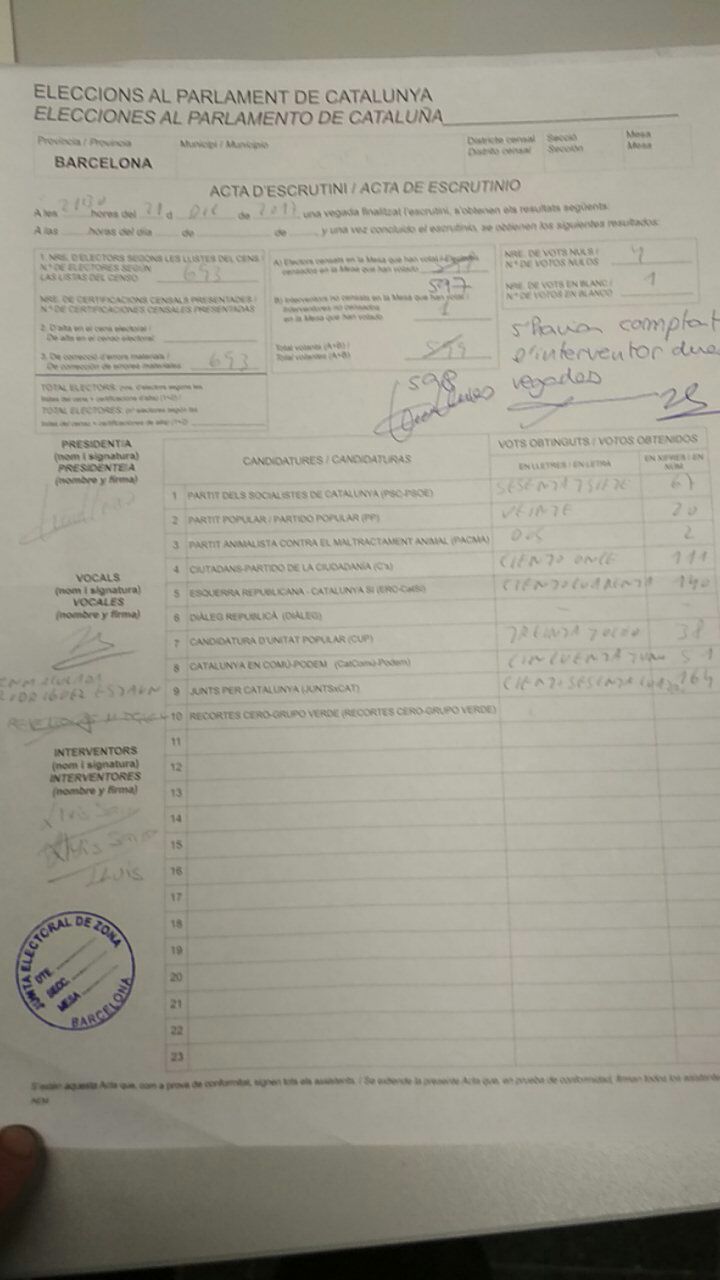 ELECCIONS AL PARLAMENT DE CATALUNYA
ELECCIONES AL PARLAMENTO DE CATALUÑA
Província / Provincia Municipi / Municipio Districte censal Secció Mesa
Distrito censal Sección Mesa
BARCELONA
ACTA D'ESCRUTINI / ACTA DE ESCRUTINIO
A les hores del 21 d de 2017, una vegada finalitzat l'escrutini, s'obtenen els resultats següents:
A las hores del día de de , y una vez concluido el escrutinio, se obtienen los siguientes resultados:
1. NRE. D'ELECTORS SEGONS LES LLISTES DEL CENS /
N.º DE ELECTORES SEGÚN
LAS LISTAS DEL CENSO 693
NRE. DE CERTIFICACIONS CENSALS PRESENTADES /
N.º DE CERTIFICACIONES CENSALES PRESENTADAS
2. D'alta en el cens electoral /
De alta en el censo electoral
3. De correcció d'errors materials /
De corrección de errores materiales 693
TOTAL ELECTORS:
TOTAL ELECTORES:
A) Electors censats en la Mesa que han votat /
censados en la Mesa que han votado
597
B) Interventors no censats en la Mesa que han votat /
Interventores no censados
en la Mesa que han votado 1
Total votants (A+B) /
Total votantes (A+B) 599
598
NRE. DE VOTS NULS /
N.º DE VOTOS NULOS 4
NRE. DE VOTS EN BLANC /
N.º DE VOTOS EN BLANCO 1
s'havia comptat
l'interventor dues
vegades
PRESIDENT/A
(nom i signatura)
PRESIDENTE/A
(nombre y firma)
VOCALS
(nom i signatura)
VOCALES
(nombre y firma)
INTERVENTORS
(nom i signatura)
INTERVENTORES
(nombre y firma)
Lluis
CANDIDATURES / CANDIDATURAS VOTS OBTINGUTS / VOTOS OBTENIDOS
EN LLETRES / EN LETRA EN XIFRES / EN NÚM.
1 PARTIT DELS SOCIALISTES DE CATALUNYA (PSC-PSOE) SESENTA Y SIETE 67
2 PARTIT POPULAR / PARTIDO POPULAR (PP) VEINTE 20
3 PARTIT ANIMALISTA CONTRA EL MALTRACTAMENT ANIMAL (PACMA) DOS 2
4 CIUTADANS-PARTIDO DE LA CIUDADANÍA (C's) CIENTO ONCE 111
5 ESQUERRA REPUBLICANA - CATALUNYA SÍ (ERC-CatSí) CIENTO CUARENTA 140
6 DIÀLEG REPUBLICÀ (DIÀLEG) - -
7 CANDIDATURA D'UNITAT POPULAR (CUP) TREINTA Y OCHO 38
8 CATALUNYA EN COMÚ-PODEM (CatComú-Podem) CINCUENTA Y UNO 51
9 JUNTS PER CATALUNYA (JUNTSxCAT) 164
10 RECORTES CERO-GRUPO VERDE (RECORTES CERO-GRUPO VERDE)
11
12
13
14
15
16
17
18
19
20
21
22
23
JUNTA ELECTORAL DE ZONA
DTE.
SECC.
MESA
BARCELONA
S'estén aquesta Acta que, com a prova de conformitat, signen tots els assistents. / Se extiende la presente Acta que, en prueba de conformidad, firman todos los asistentes